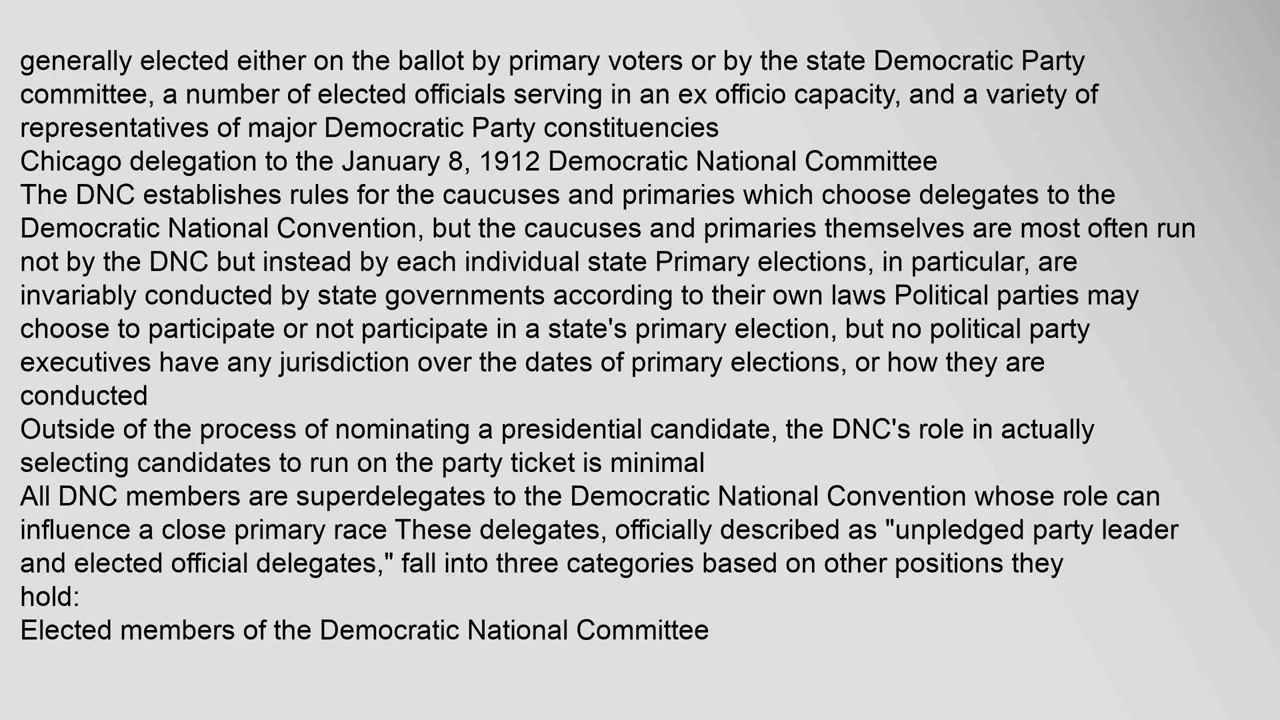 generally elected either on the ballot by primary voters or by the state Democratic Party
committee, a number of elected officials serving in an ex officio capacity, and a variety of
representatives of major Democratic Party constituencies
Chicago delegation to the January 8, 1912 Democratic National Committee
The DNC establishes rules for the caucuses and primaries which choose delegates to the
Democratic National Convention, but the caucuses and primaries themselves are most often run
not by the DNC but instead by each individual state Primary elections, in particular, are
invariably conducted by state governments according to their own laws Political parties may
choose to participate or not participate in a state's primary election, but no political party
executives have any jurisdiction over the dates of primary elections, or how they are
conducted
Outside of the process of nominating a presidential candidate, the DNC's role in actually
selecting candidates to run on the party ticket is minimal
All DNC members are superdelegates to the Democratic National Convention whose role can
influence a close primary race These delegates, officially described as "unpledged party leader
and elected official delegates," fall into three categories based on other positions they
hold:
Elected members of the Democratic National Committee